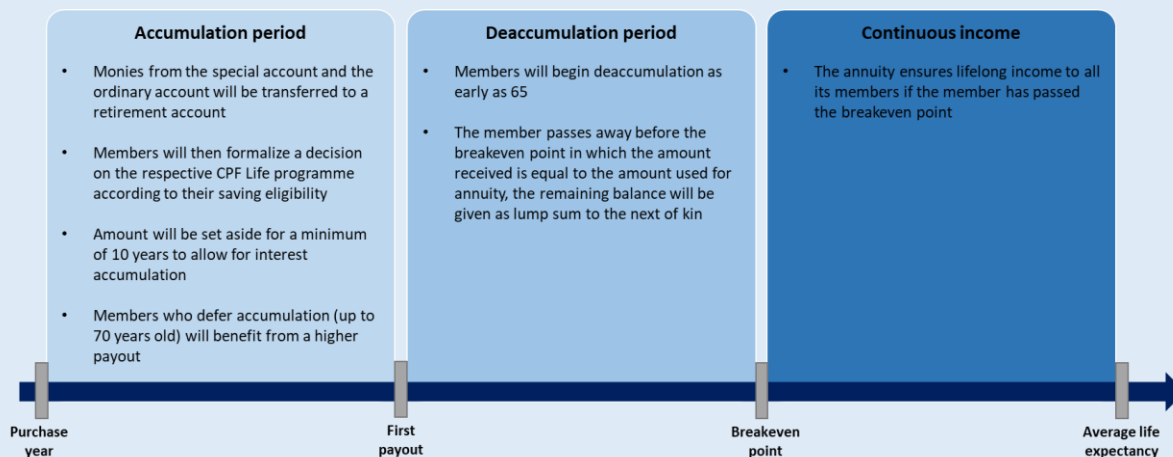 Accumulation period
• Monies from the special account and the
ordinary account will be transferred to a
retirement account
• Members will then formalize a decision
on the respective CPF Life programme
according to their saving eligibility
• Amount will be set aside for a minimum
of 10 years to allow for interest
accumulation
• Members who defer accumulation (up to
70 years old) will benefit from a higher
payout
Deaccumulation period
• Members will begin deaccumulation as
early as 65
• The member passes away before the
breakeven point in which the amount
received is equal to the amount used for
annuity, the remaining balance will be
given as lump sum to the next of kin
Continuous income
• The annuity ensures lifelong income to all
its members if the member has passed
the breakeven point
Purchase
year
First
payout
Breakeven
point
Average life
expectancy